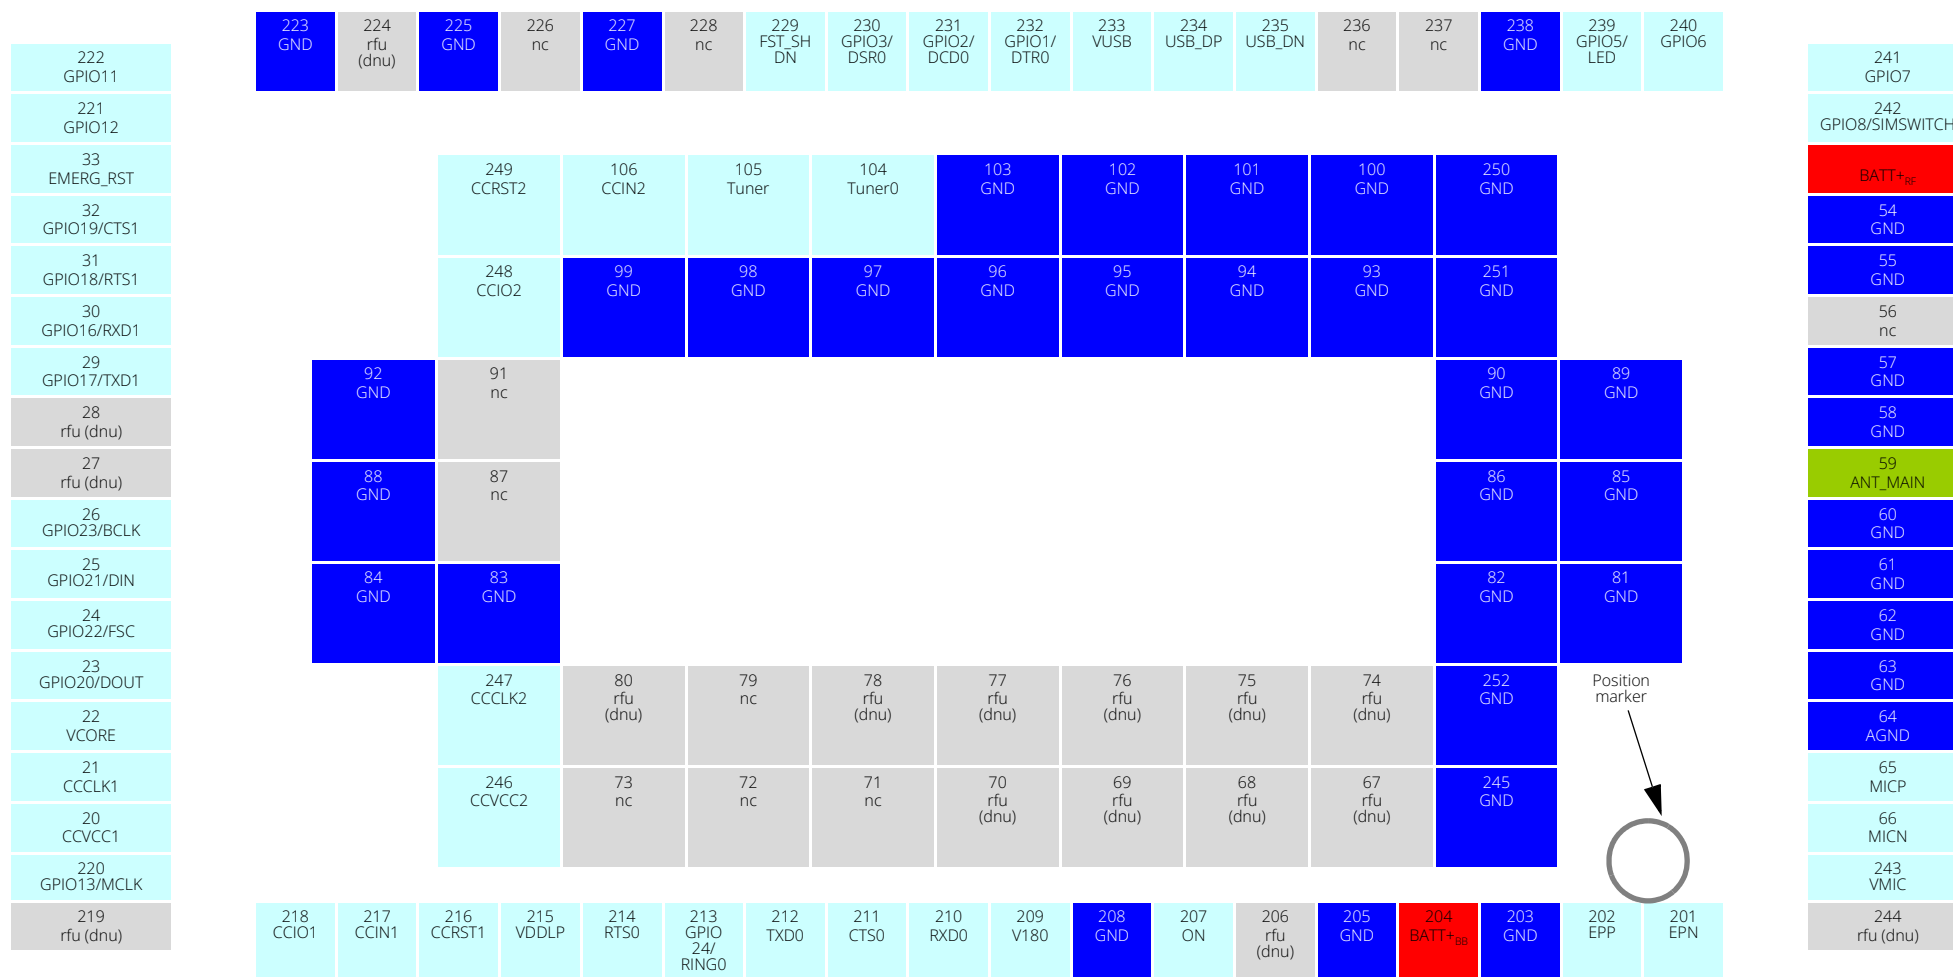 223
GND
224
rfu
(dnu)
225
GND
226
nc
227
GND
228
nc
229
FST_SH
DN
230
GPIO3/
DSR0
231
GPIO2/
DCD0
232
GPIO1/
DTR0
233
VUSB
234
USB_DP
235
USB_DN
236
nc
237
nc
238
GND
239
GPIO5/
LED
240
GPIO6
222
GPIO11
221
GPIO12
33
EMERG_RST
32
GPIO19/CTS1
31
GPIO18/RTS1
30
GPIO16/RXD1
29
GPIO17/TXD1
28
rfu (dnu)
27
rfu (dnu)
26
GPIO23/BCLK
25
GPIO21/DIN
24
GPIO22/FSC
23
GPIO20/DOUT
22
VCORE
21
CCCLK1
20
CCVCC1
220
GPIO13/MCLK
219
rfu (dnu)
249
CCRST2
106
CCIN2
105
Tuner
104
Tuner0
103
GND
102
GND
101
GND
100
GND
250
GND
248
CCIO2
99
GND
98
GND
97
GND
96
GND
95
GND
94
GND
93
GND
251
GND
92
GND
91
nc
90
GND
89
GND
88
GND
87
nc
86
GND
85
GND
84
GND
83
GND
82
GND
81
GND
247
CCCLK2
80
rfu
(dnu)
79
nc
78
rfu
(dnu)
77
rfu
(dnu)
76
rfu
(dnu)
75
rfu
(dnu)
74
rfu
(dnu)
252
GND
Position
marker
246
CCVCC2
73
nc
72
nc
71
nc
70
rfu
(dnu)
69
rfu
(dnu)
68
rfu
(dnu)
67
rfu
(dnu)
245
GND
241
GPIO7
242
GPIO8/SIMSWITCH
BATT+RF
54
GND
55
GND
56
nc
57
GND
58
GND
59
ANT_MAIN
60
GND
61
GND
62
GND
63
GND
64
AGND
65
MICP
66
MICN
243
VMIC
244
rfu (dnu)
218
CCIO1
217
CCIN1
216
CCRST1
215
VDDLP
214
RTS0
213
GPIO
24/
RING0
212
TXD0
211
CTS0
210
RXD0
209
V180
208
GND
207
ON
206
rfu
(dnu)
205
GND
204
BATT+BB
203
GND
202
EPP
201
EPN